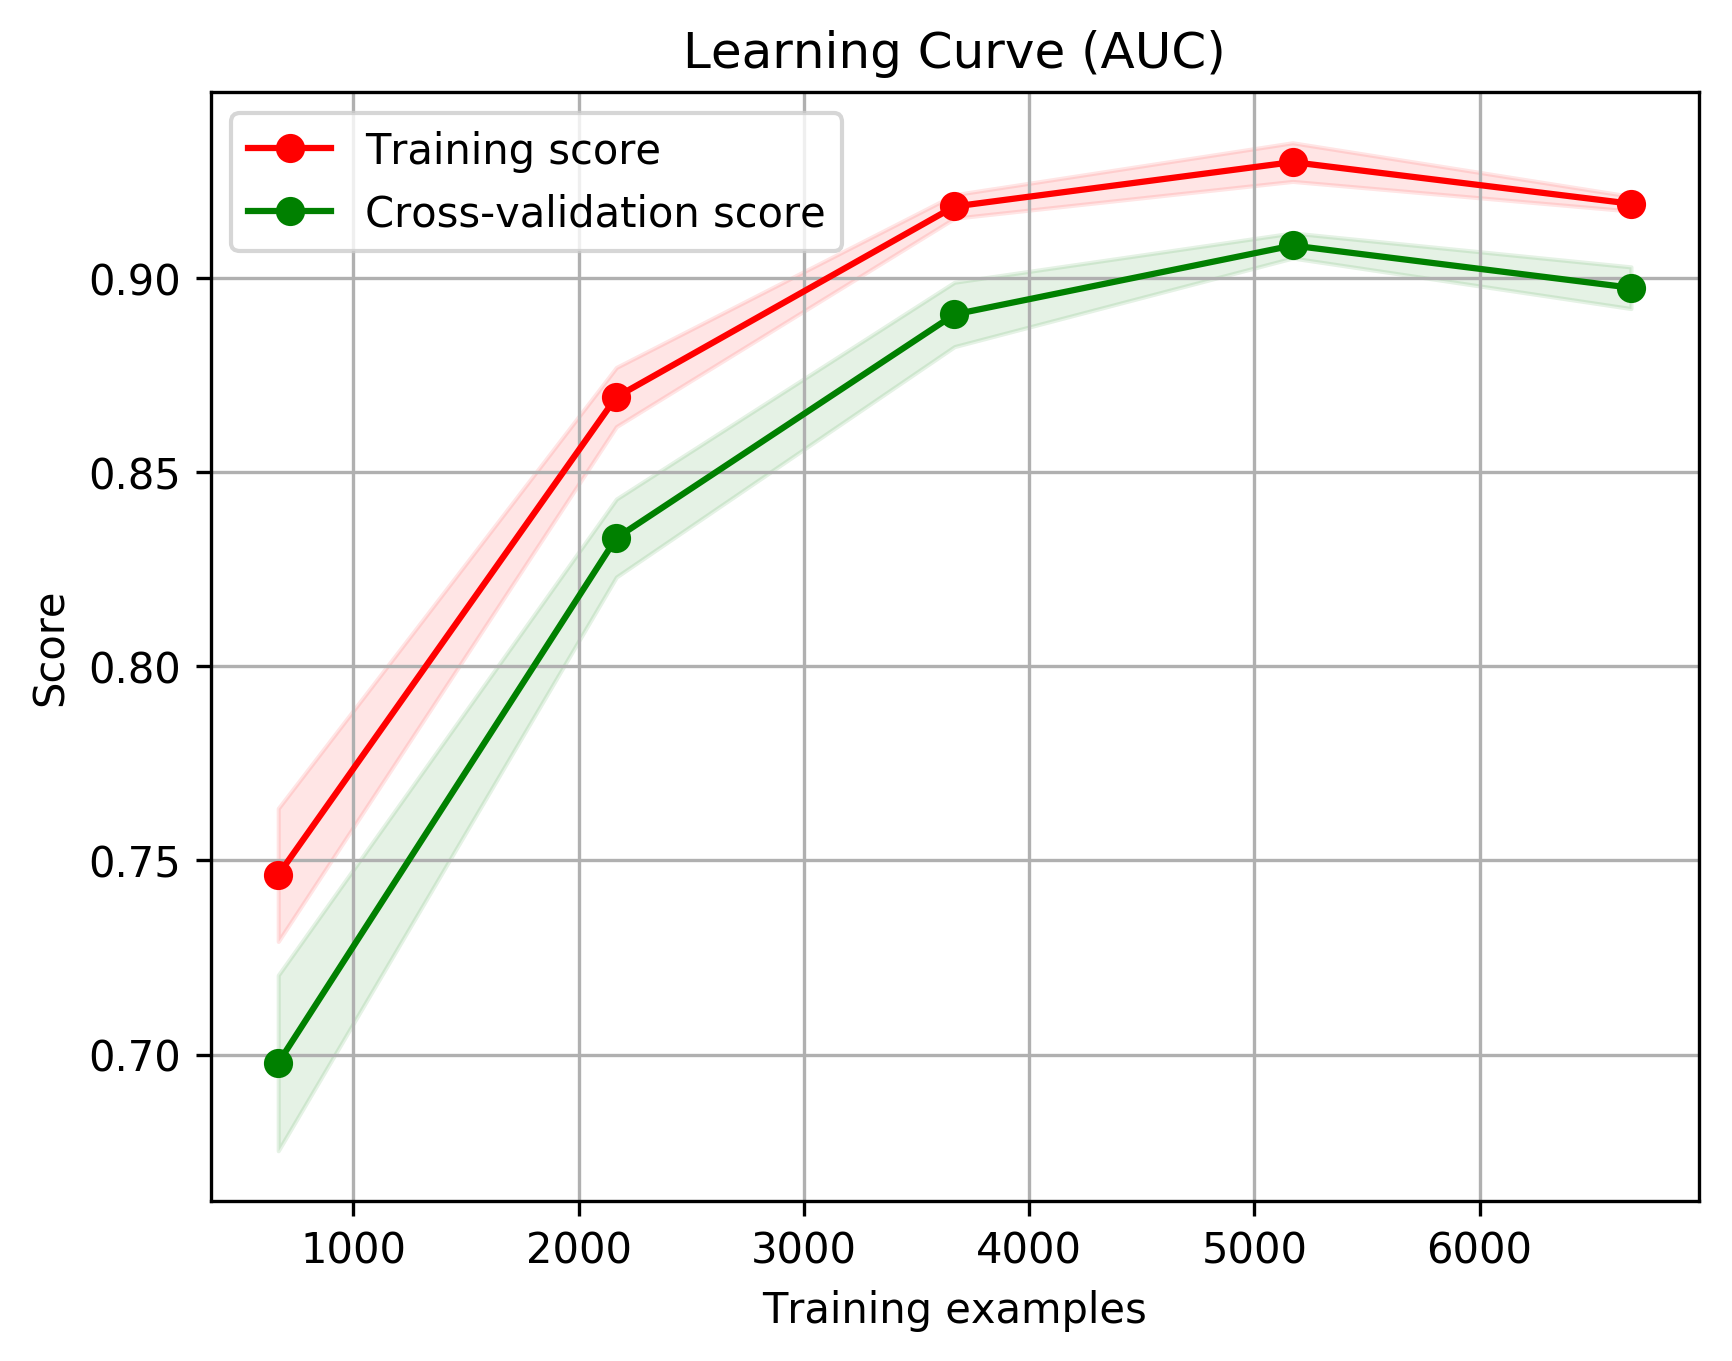 Learning Curve (AUC)
Training score
Cross-validation score
0.90
0.85
0.80
0.75
0.70
Score
1000 2000 3000 4000 5000 6000
Training examples